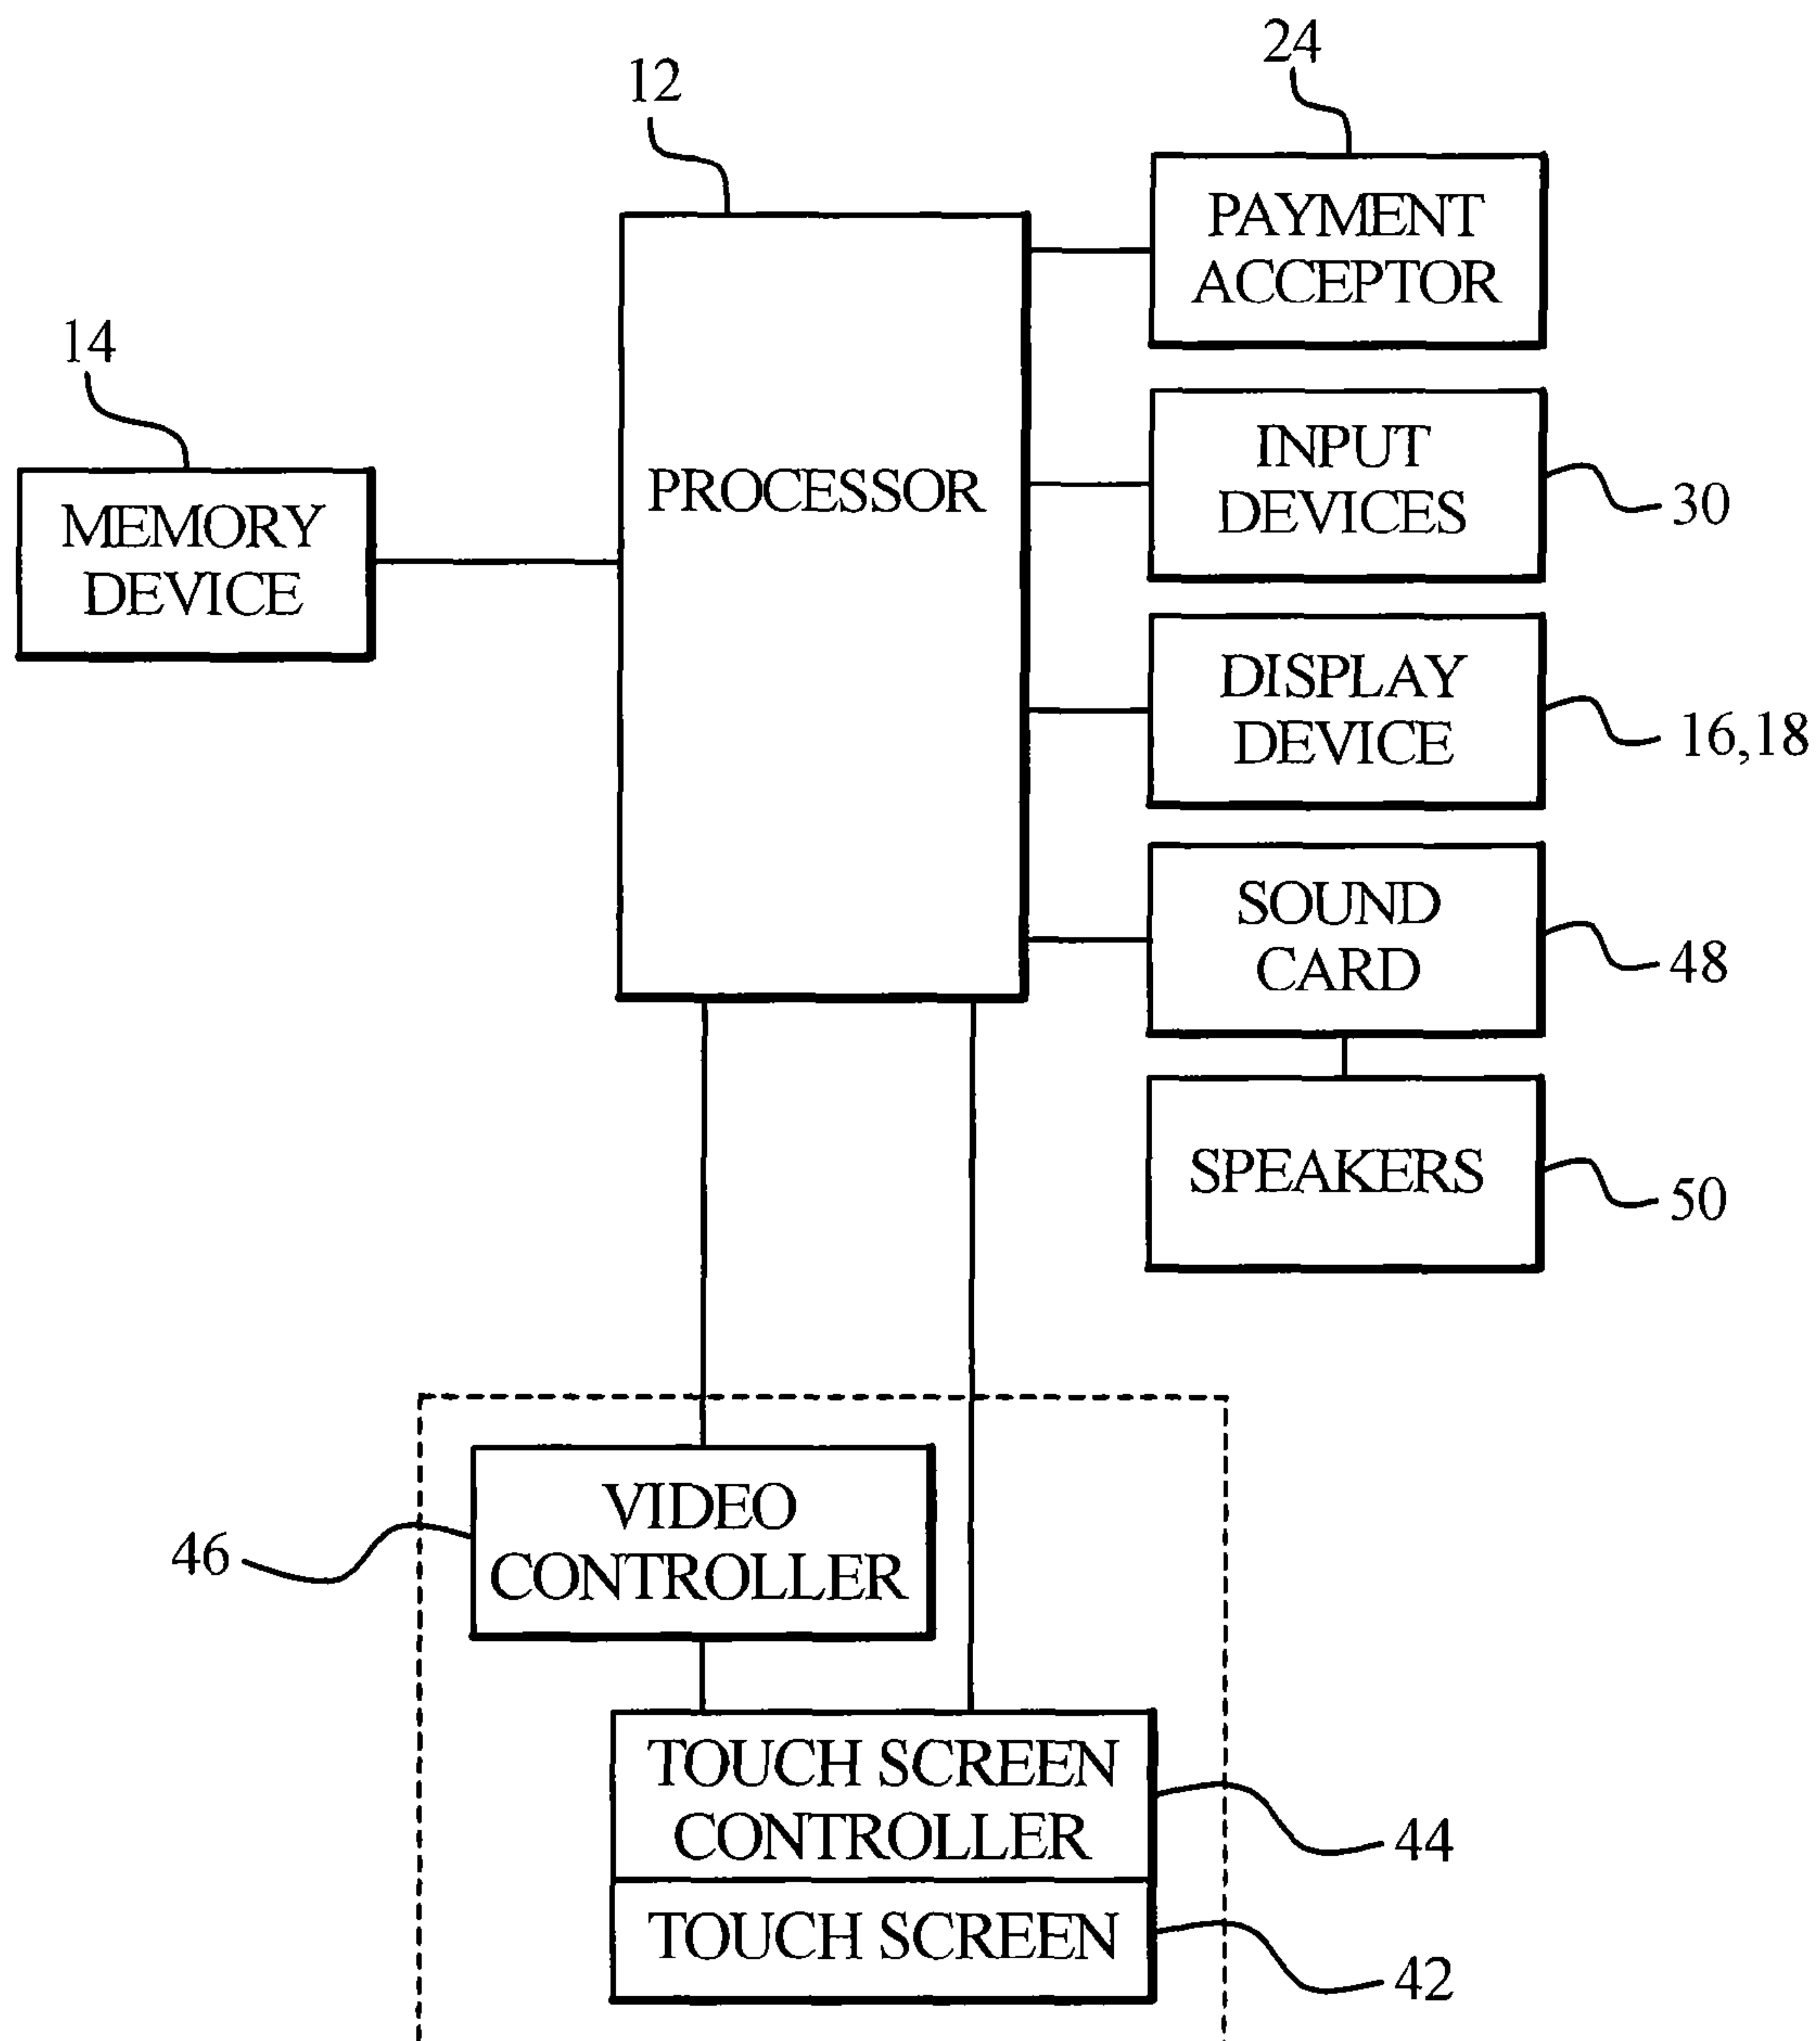 24
12
PAYMENT
ACCEPTOR
14
INPUT
DEVICES
30
PROCESSOR
MEMORY
DEVICE
DISPLAY
DEVICE
16,18
SOUND
CARD
48
SPEAKERS
50
VIDEO
CONTROLLER
46
TOUCH SCREEN
CONTROLLER
44
TOUCH SCREEN
42